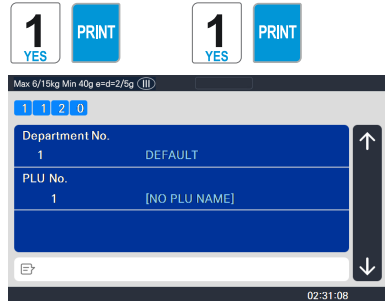 1 YES PRINT 1 YES PRINT
Max 6/15kg Min 40g e=d=2/5g (III)
1 1 2 0
Department No.
1 DEFAULT
PLU No.
1 [NO PLU NAME]
02:31:08